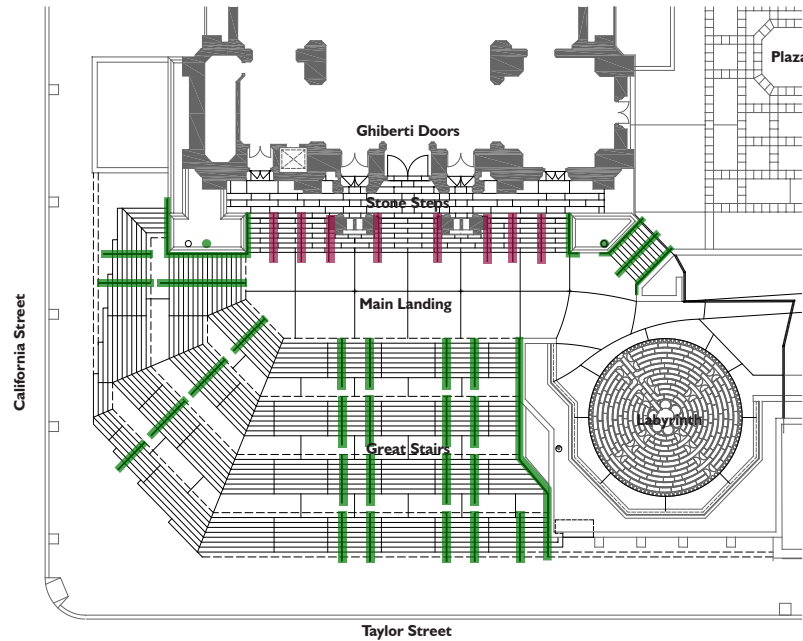 Plaza
Ghiberti Doors
Stone Steps
Main Landing
California Street
Labyrinth
Great Stairs
Taylor Street